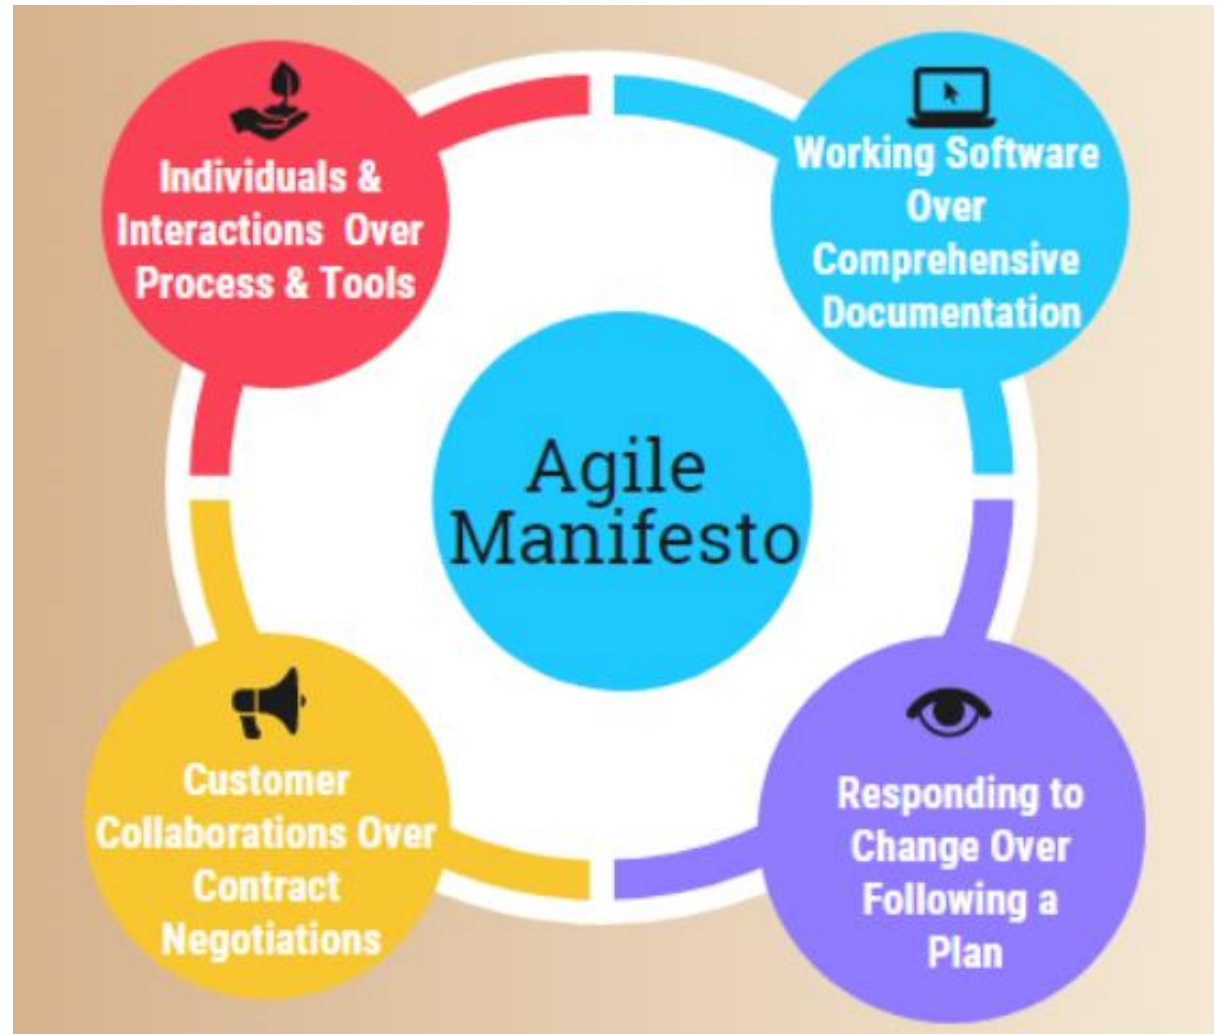 Individuals &
Interactions Over
Process & Tools
Working Software
Over
Comprehensive
Documentation
Agile
Manifesto
Customer
Collaborations Over
Contract
Negotiations
Responding to
Change Over
Following a
Plan